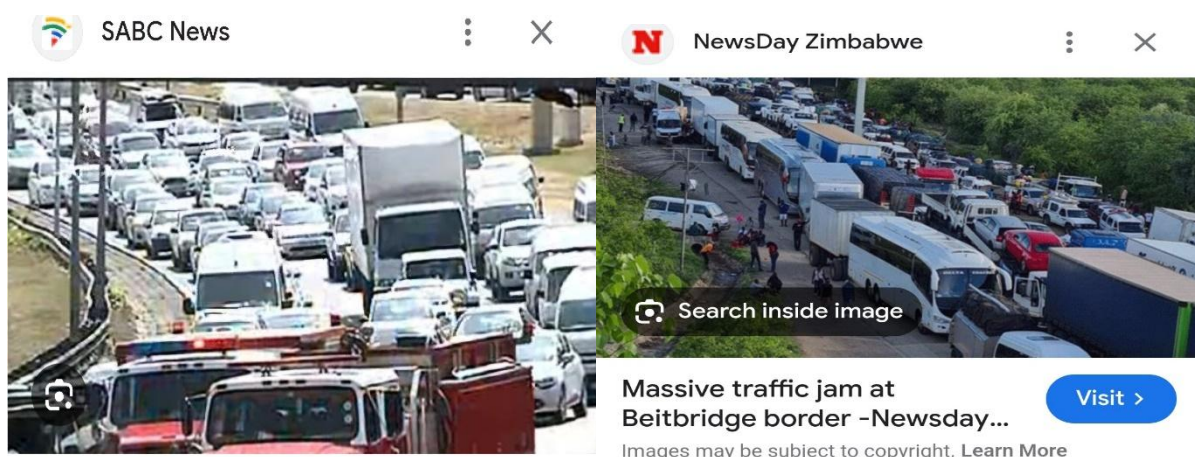 SABC News
N NewsDay Zimbabwe
Search inside image
Massive traffic jam at
Beitbridge border -Newsday...
Visit >
Images may be subject to copyright. Learn More